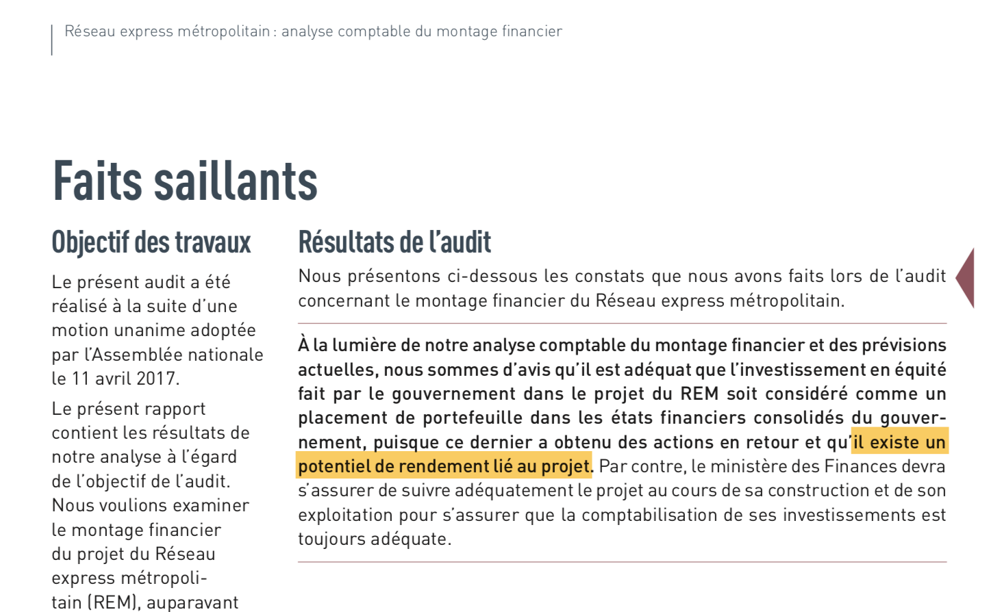 Réseau express métropolitain : analyse comptable du montage financier
Faits saillants
Objectif des travaux
Le présent audit a été
réalisé à la suite d’une
motion unanime adoptée
par l’Assemblée nationale
le 11 avril 2017.
Le présent rapport
contient les résultats de
notre analyse à l’égard
de l’objectif de l’audit.
Nous voulions examiner
le montage financier
du projet du Réseau
express métropoli-
tain (REM), auparavant
Résultats de l’audit
Nous présentons ci-dessous les constats que nous avons faits lors de l’audit
concernant le montage financier du Réseau express métropolitain.
À la lumière de notre analyse comptable du montage financier et des prévisions
actuelles, nous sommes d’avis qu’il est adéquat que l’investissement en équité
fait par le gouvernement dans le projet du REM soit considéré comme un
placement de portefeuille dans les états financiers consolidés du gouver-
nement, puisque ce dernier a obtenu des actions en retour et qu’il existe un
potentiel de rendement lié au projet. Par contre, le ministère des Finances devra
s’assurer de suivre adéquatement le projet au cours de sa construction et de son
exploitation pour s’assurer que la comptabilisation de ses investissements est
toujours adéquate.